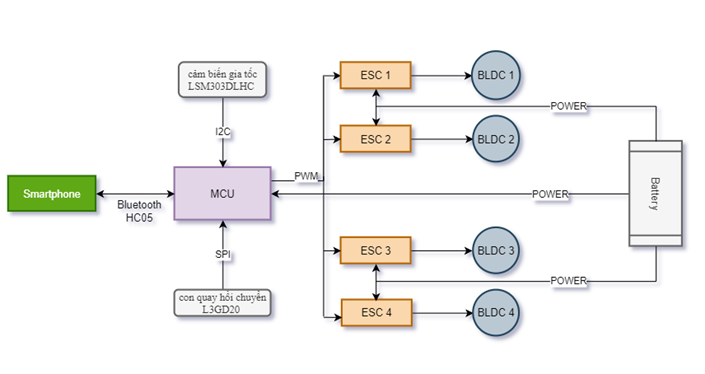 cảm biến gia tốc
LSM303DLHC
I2C
Smartphone
Bluetooth
HC05
MCU
PWM
SPI
con quay hồi chuyển
L3GD20
ESC 1
BLDC 1
ESC 2
BLDC 2
POWER
POWER
Battery
ESC 3
BLDC 3
POWER
ESC 4
BLDC 4